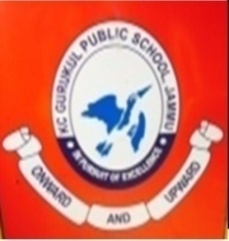 KC GURUKUL PUBLIC SCHOOL JAMMU
IN PURSUIT OF EXCELLENCE
ONWARD AND UPWARD